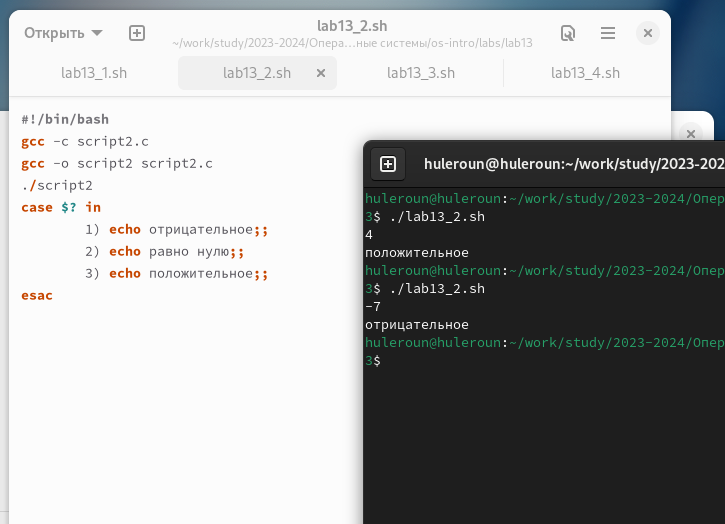 Открыть
lab13_2.sh
~/work/study/2023-2024/Опера…ные системы/os-intro/labs/lab13
lab13_1.sh
lab13_2.sh
lab13_3.sh
lab13_4.sh
#!/bin/bash
gcc -c script2.c
gcc -o script2 script2.c
./script2
case $? in
1) echo отрицательное;;
2) echo равно нулю;;
3) echo положительное;;
esac
huleroun@huleroun:~/work/study/2023-202
huleroun@huleroun:~/work/study/2023-2024/Опер
3$ ./lab13_2.sh
4
положительное
huleroun@huleroun:~/work/study/2023-2024/Опер
3$ ./lab13_2.sh
-7
отрицательное
huleroun@huleroun:~/work/study/2023-2024/Опер
3$